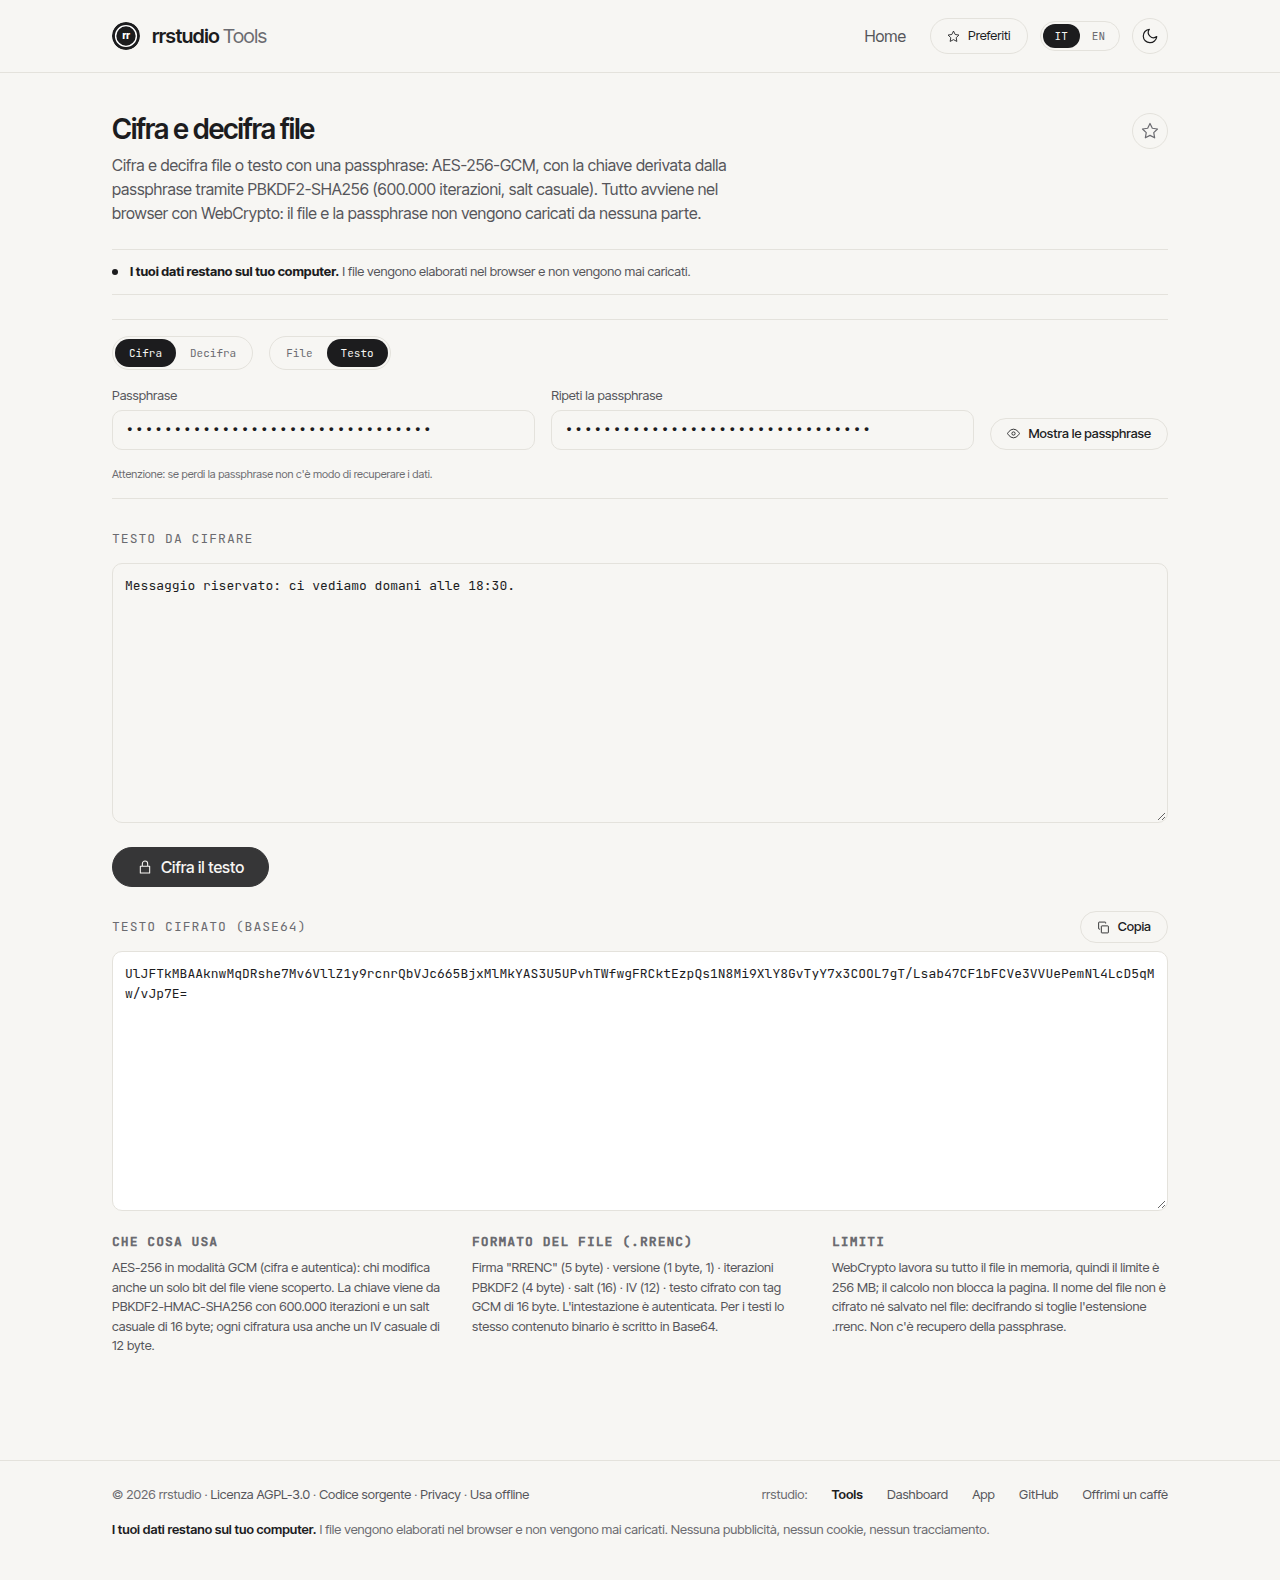 rr rrstudio Tools
Home
Preferiti
IT EN
Cifra e decifra file
Cifra e decifra file o testo con una passphrase: AES-256-GCM, con la chiave derivata dalla
passphrase tramite PBKDF2-SHA256 (600.000 iterazioni, salt casuale). Tutto avviene nel
browser con WebCrypto: il file e la passphrase non vengono caricati da nessuna parte.
I tuoi dati restano sul tuo computer. I file vengono elaborati nel browser e non vengono mai caricati.
Cifra Decifra File Testo
Passphrase
Ripeti la passphrase
Mostra le passphrase
Attenzione: se perdi la passphrase non c'è modo di recuperare i dati.
TESTO DA CIFRARE
Messaggio riservato: ci vediamo domani alle 18:30.
Cifra il testo
TESTO CIFRATO (BASE64)
Copia
UlJFTkMBAAknwMqDRshe7Mv6VllZ1y9rcnrQbVJc665BjxMlMkYAS3U5UPvhTWfwgFRCktEzpQs1N8Mi9XlY8GvTyY7x3COOL7gT/Lsab47CF1bFCVe3VVUePemNl4LcD5qM
w/vJp7E=
CHE COSA USA
AES-256 in modalità GCM (cifra e autentica): chi modifica
anche un solo bit del file viene scoperto. La chiave viene da
PBKDF2-HMAC-SHA256 con 600.000 iterazioni e un salt
casuale di 16 byte; ogni cifratura usa anche un IV casuale di
12 byte.
FORMATO DEL FILE (.RRENC)
Firma "RRENC" (5 byte) · versione (1 byte, 1) · iterazioni
PBKDF2 (4 byte) · salt (16) · IV (12) · testo cifrato con tag
GCM di 16 byte. L'intestazione è autenticata. Per i testi lo
stesso contenuto binario è scritto in Base64.
LIMITI
WebCrypto lavora su tutto il file in memoria, quindi il limite è
256 MB; il calcolo non blocca la pagina. Il nome del file non è
cifrato né salvato nel file: decifrando si toglie l'estensione
.rrenc. Non c'è recupero della passphrase.
© 2026 rrstudio · Licenza AGPL-3.0 · Codice sorgente · Privacy · Usa offline
rrstudio: Tools Dashboard App GitHub Offrimi un caffè
I tuoi dati restano sul tuo computer. I file vengono elaborati nel browser e non vengono mai caricati. Nessuna pubblicità, nessun cookie, nessun tracciamento.